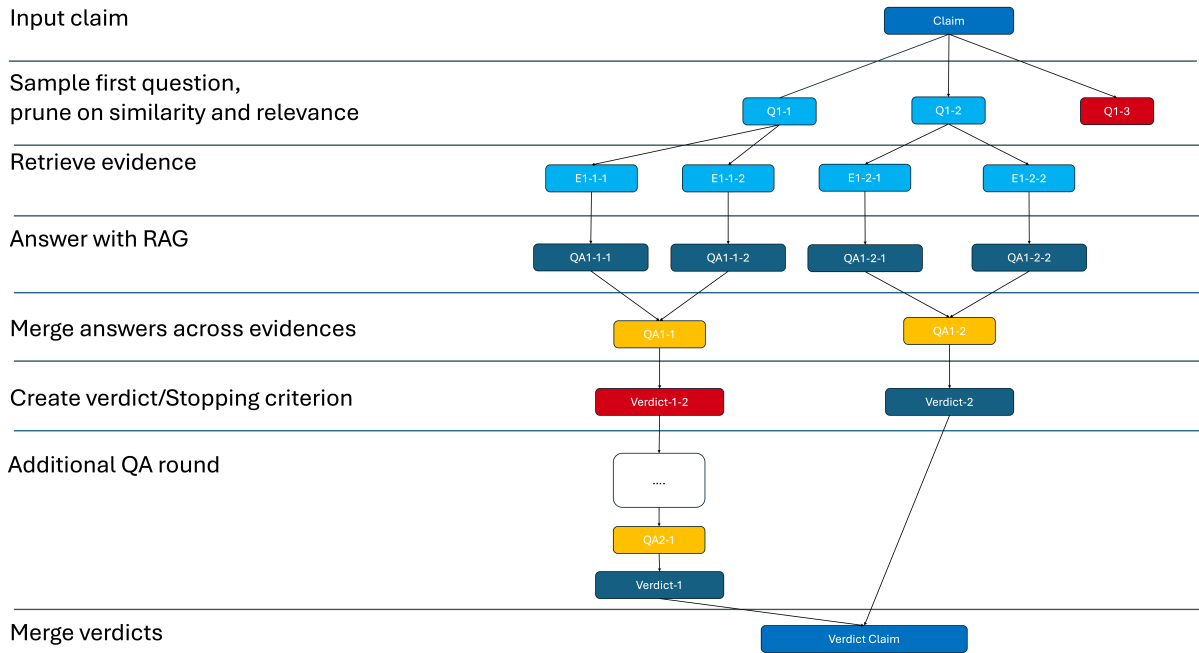 Input claim
Claim
Sample first question,
prune on similarity and relevance
Q1-1
Q1-2
Q1-3
Retrieve evidence
E1-1-1
E1-1-2
E1-2-1
E1-2-2
Answer with RAG
QA1-1-1
QA1-1-2
QA1-2-1
QA1-2-2
Merge answers across evidences
QA1-1
QA1-2
Create verdict/Stopping criterion
Verdict-1-2
Verdict-2
Additional QA round
....
QA2-1
Verdict-1
Merge verdicts
Verdict Claim